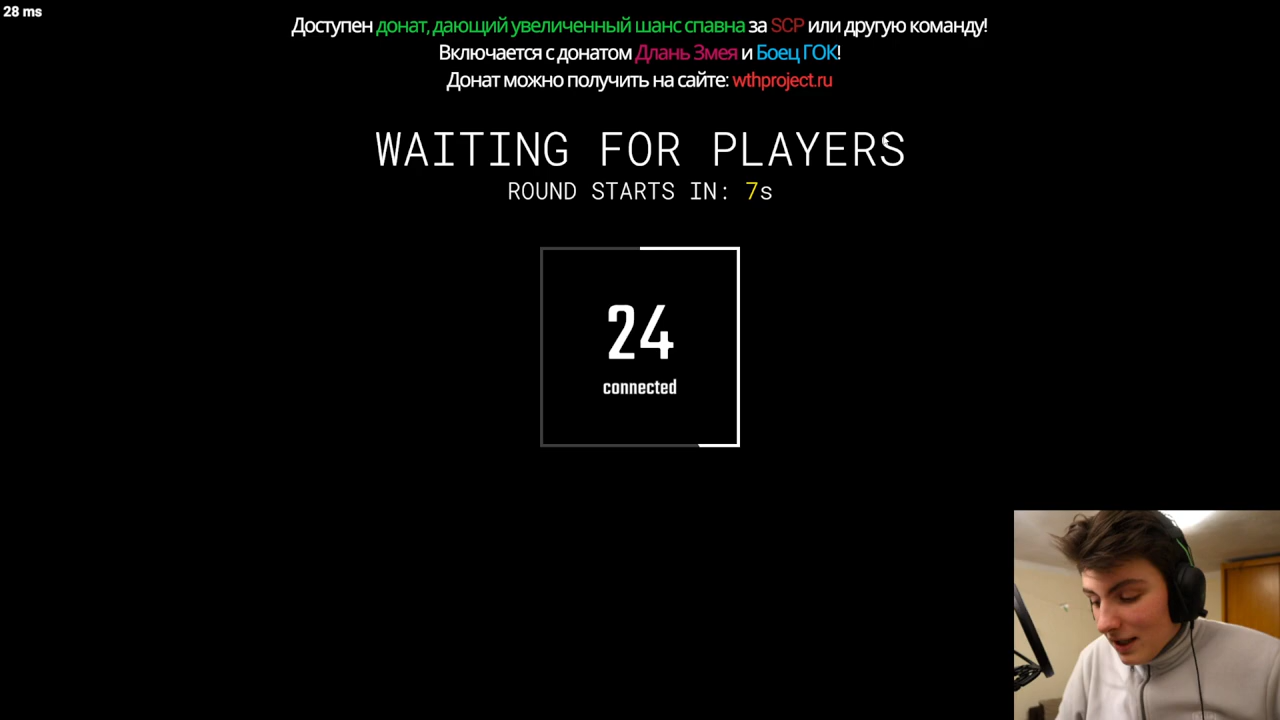 28 ms
Доступен донат, дающий увеличенный шанс спавна за SCP или другую команду!
Включается с донатом Длань Змея и Боец ГОК!
Донат можно получить на сайте: wthproject.ru
WAITING FOR PLAYERS
ROUND STARTS IN: 7s
24
connected